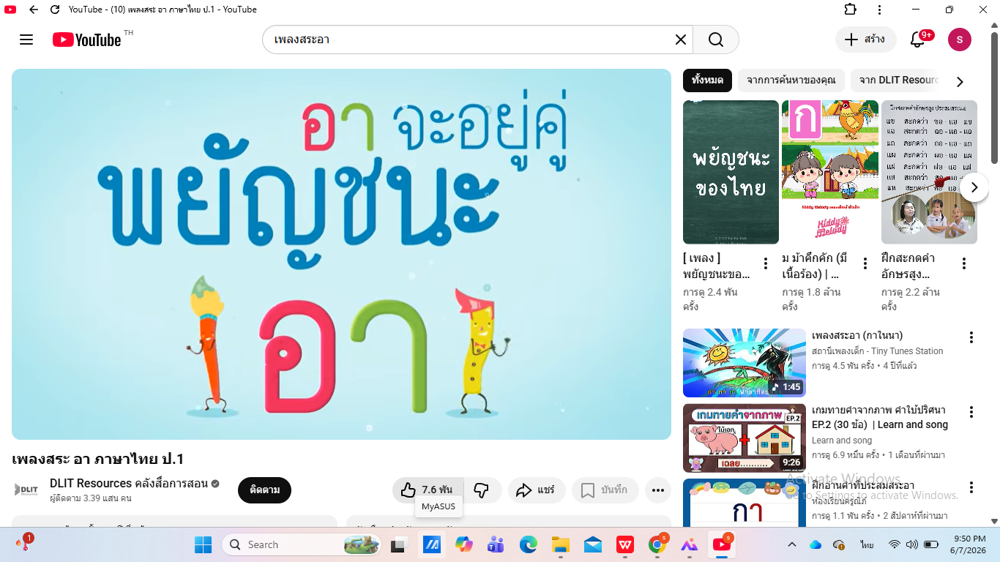 YouTube - (10) เพลงสระ อา ภาษาไทย ป.1 - YouTube
YouTube TH
เพลงสระอา
สร้าง
9+
S
อา จะอยู่คู่
พยัญชนะ
อา
ทั้งหมด
จากการค้นหาของคุณ
จาก DLIT Resourc
พยัญชนะ
ของไทย
ก
Kiddy Melody
Kiddy Melody
[ เพลง ]
พยัญชนะขอ...
การดู 2.4 พัน
ครั้ง
ม ม้าคึกคัก (มี
เนื้อร้อง) | ...
การดู 1.8 ล้าน
ครั้ง
ฝึกสะกดคำ
อักษรสูง...
การดู 2.2 ล้าน
ครั้ง
1:45
เพลงสระอา (กาในนา)
สถานีเพลงเด็ก - Tiny Tunes Station
การดู 4.5 พัน ครั้ง • 4 ปีที่แล้ว
เกมทายคำจากภาพ
EP.2
ไม้เอก
เฉลย..........
9:26
เกมทายคำจากภาพ คำใบ้ปริศนา
EP.2 (30 ข้อ) | Learn and song
Learn and song
การดู 6.9 หมื่น ครั้ง • 1 เดือนที่ผ่านมา
กา
ฝึกอ่านคำที่ประสมสระอา
ห้องเรียนครูณิภ์
การดู 1.1 พัน ครั้ง • 2 สัปดาห์ที่ผ่านมา
เพลงสระ อา ภาษาไทย ป.1
DLIT
Resources
DLIT Resources คลังสื่อการสอน
ผู้ติดตาม 3.39 แสน คน
ติดตาม
7.6 พัน
แชร์
บันทึก
MyASUS
Activate Windows
Go to Settings to activate Windows.
1
Search
ไทย
9:50 PM
6/7/2026